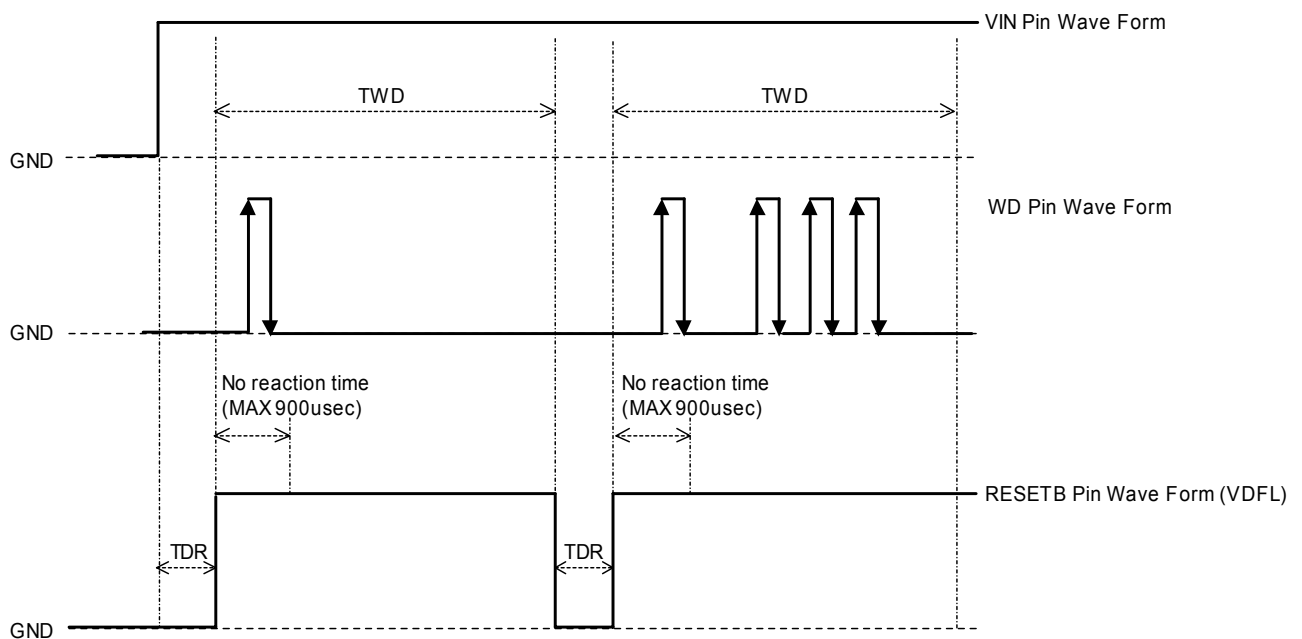 VIN Pin Wave Form
TWD
TWD
GND
WD Pin Wave Form
GND
No reaction time
(MAX 900usec)
No reaction time
(MAX 900usec)
RESETB Pin Wave Form (VDFL)
TDR
TDR
GND